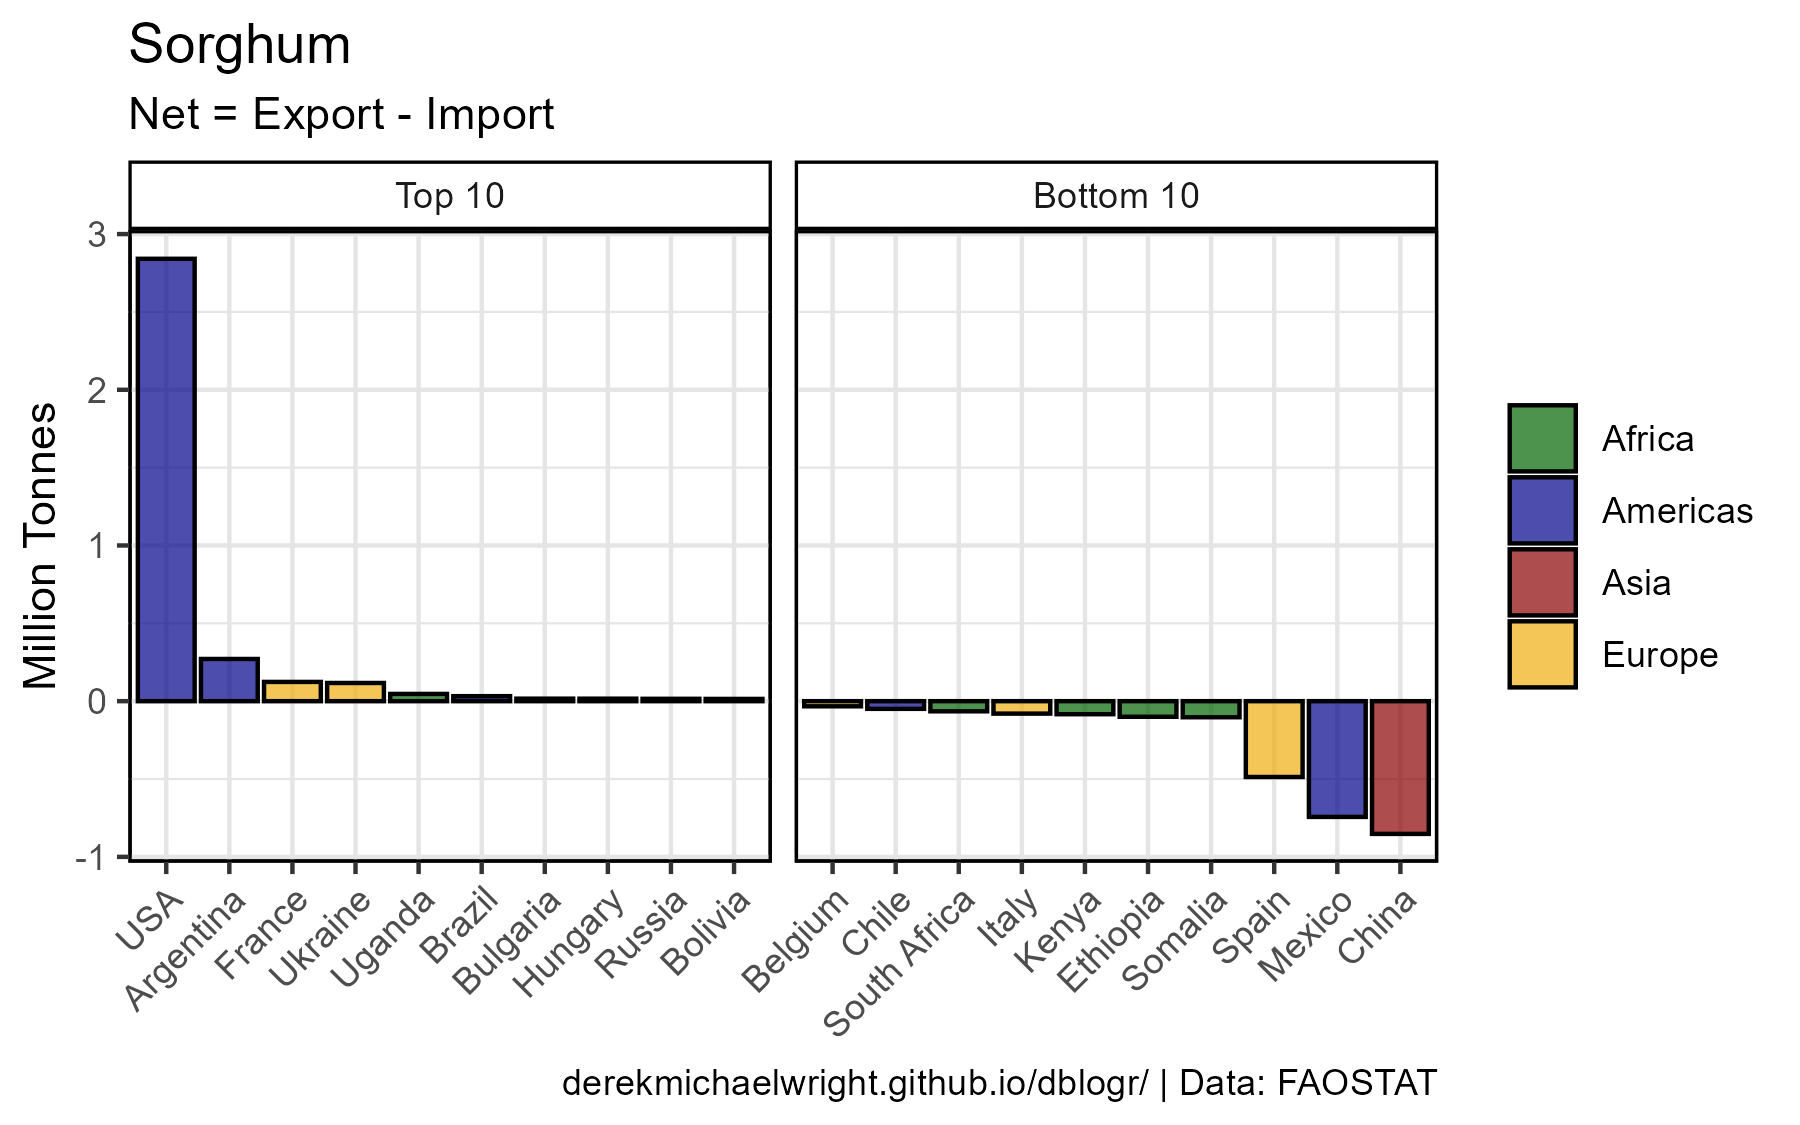 Sorghum
Net = Export - Import
Top 10
Bottom 10
Million Tonnes
3
2
1
0
-1
USA
Argentina
France
Ukraine
Uganda
Brazil
Bulgaria
Hungary
Russia
Bolivia
Belgium
Chile
South Africa
Italy
Kenya
Ethiopia
Somalia
Spain
Mexico
China
Africa
Americas
Asia
Europe
derekmichaelwright.github.io/dblogr/ | Data: FAOSTAT